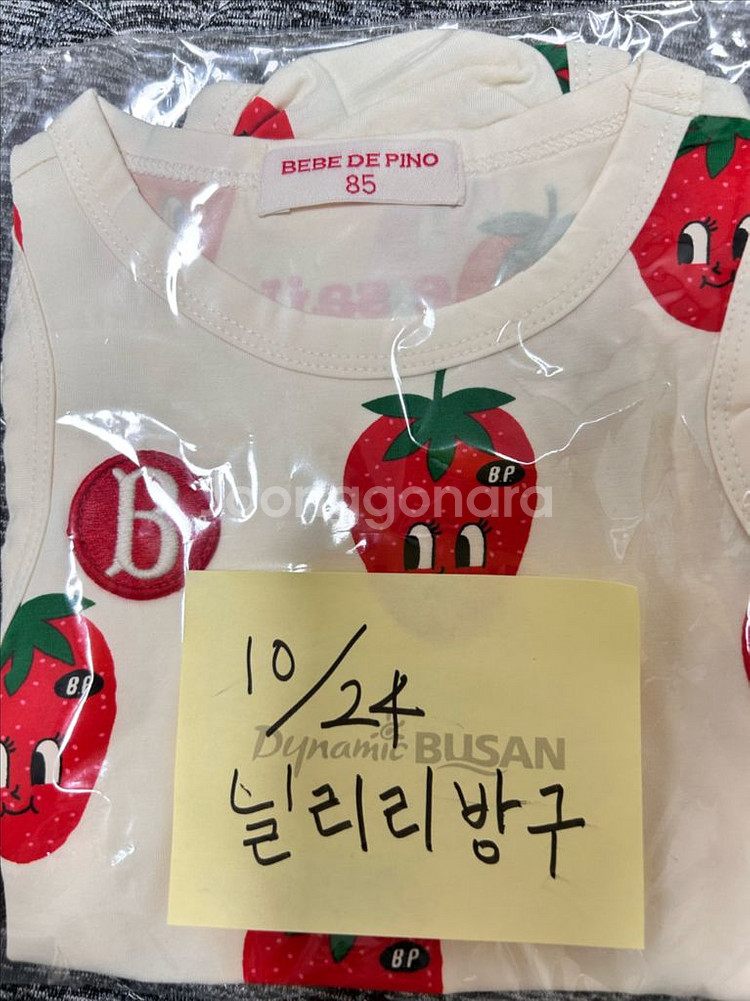 BEBE DE PINO
85
B.P
B
Joonggonara
B.P
10/24
Dynamic BUSAN
늴리리방구
B P